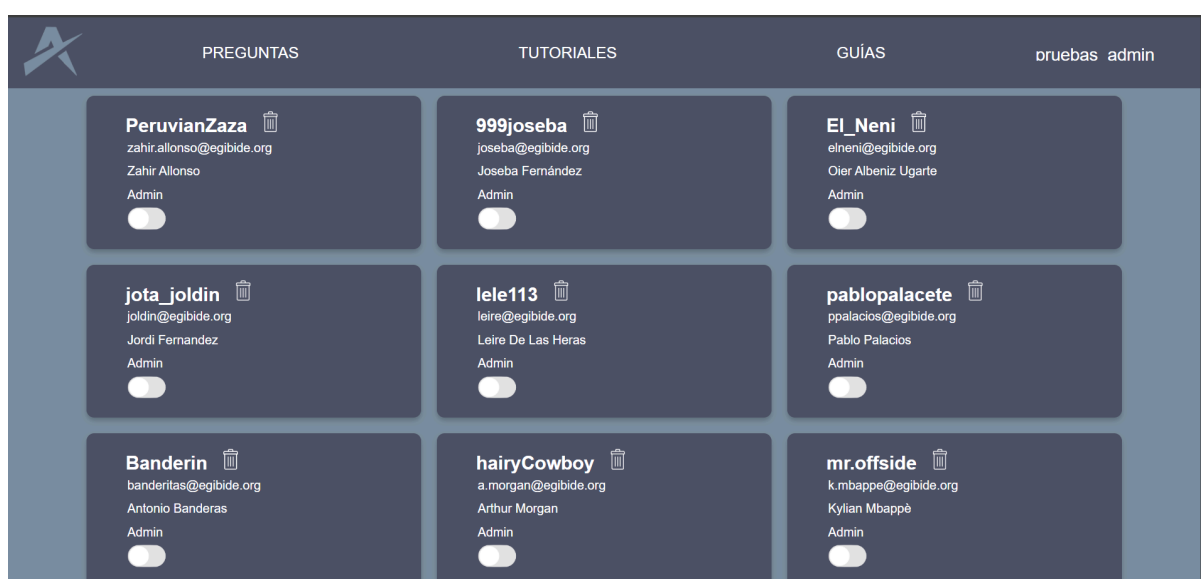 PREGUNTAS TUTORIALES GUÍAS pruebas_admin
PeruvianZaza
zahir.allonso@egibide.org
Zahir Allonso
Admin
999joseba
joseba@egibide.org
Joseba Fernández
Admin
El_Neni
elneni@egibide.org
Oier Albeniz Ugarte
Admin
jota_joldin
joldin@egibide.org
Jordi Fernandez
Admin
lele113
leire@egibide.org
Leire De Las Heras
Admin
pablopalacete
ppalacios@egibide.org
Pablo Palacios
Admin
Banderin
banderitas@egibide.org
Antonio Banderas
Admin
hairyCowboy
a.morgan@egibide.org
Arthur Morgan
Admin
mr.offside
k.mbappe@egibide.org
Kylian Mbappè
Admin